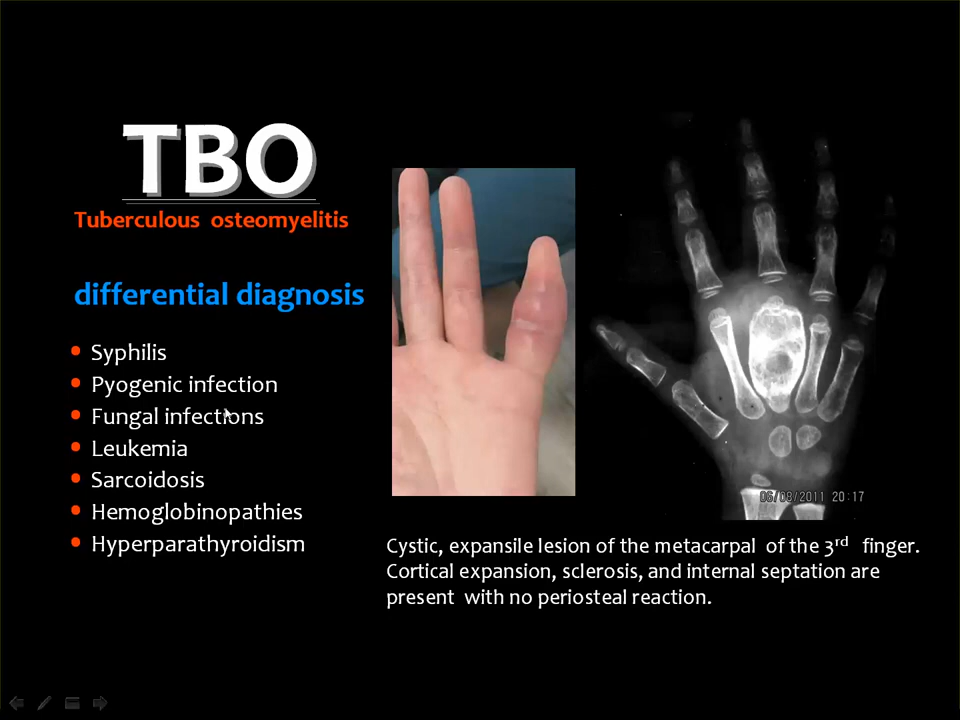 TBO
Tuberculous osteomyelitis
differential diagnosis
• Syphilis
• Pyogenic infection
• Fungal infections
• Leukemia
• Sarcoidosis
• Hemoglobinopathies
• Hyperparathyroidism
06/08/2011 20:17
Cystic, expansile lesion of the metacarpal of the 3rd finger.
Cortical expansion, sclerosis, and internal septation are
present with no periosteal reaction.